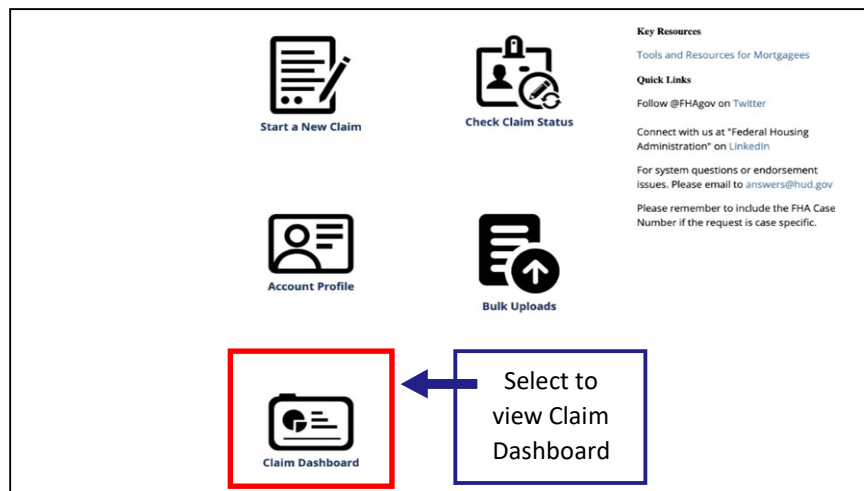 Start a New Claim
Check Claim Status
Account Profile
Bulk Uploads
Claim Dashboard
Select to
view Claim
Dashboard
Key Resources
Tools and Resources for Mortgagees
Quick Links
Follow @FHAgov on Twitter
Connect with us at "Federal Housing
Administration" on LinkedIn
For system questions or endorsement
issues. Please email to answers@hud.gov
Please remember to include the FHA Case
Number if the request is case specific.